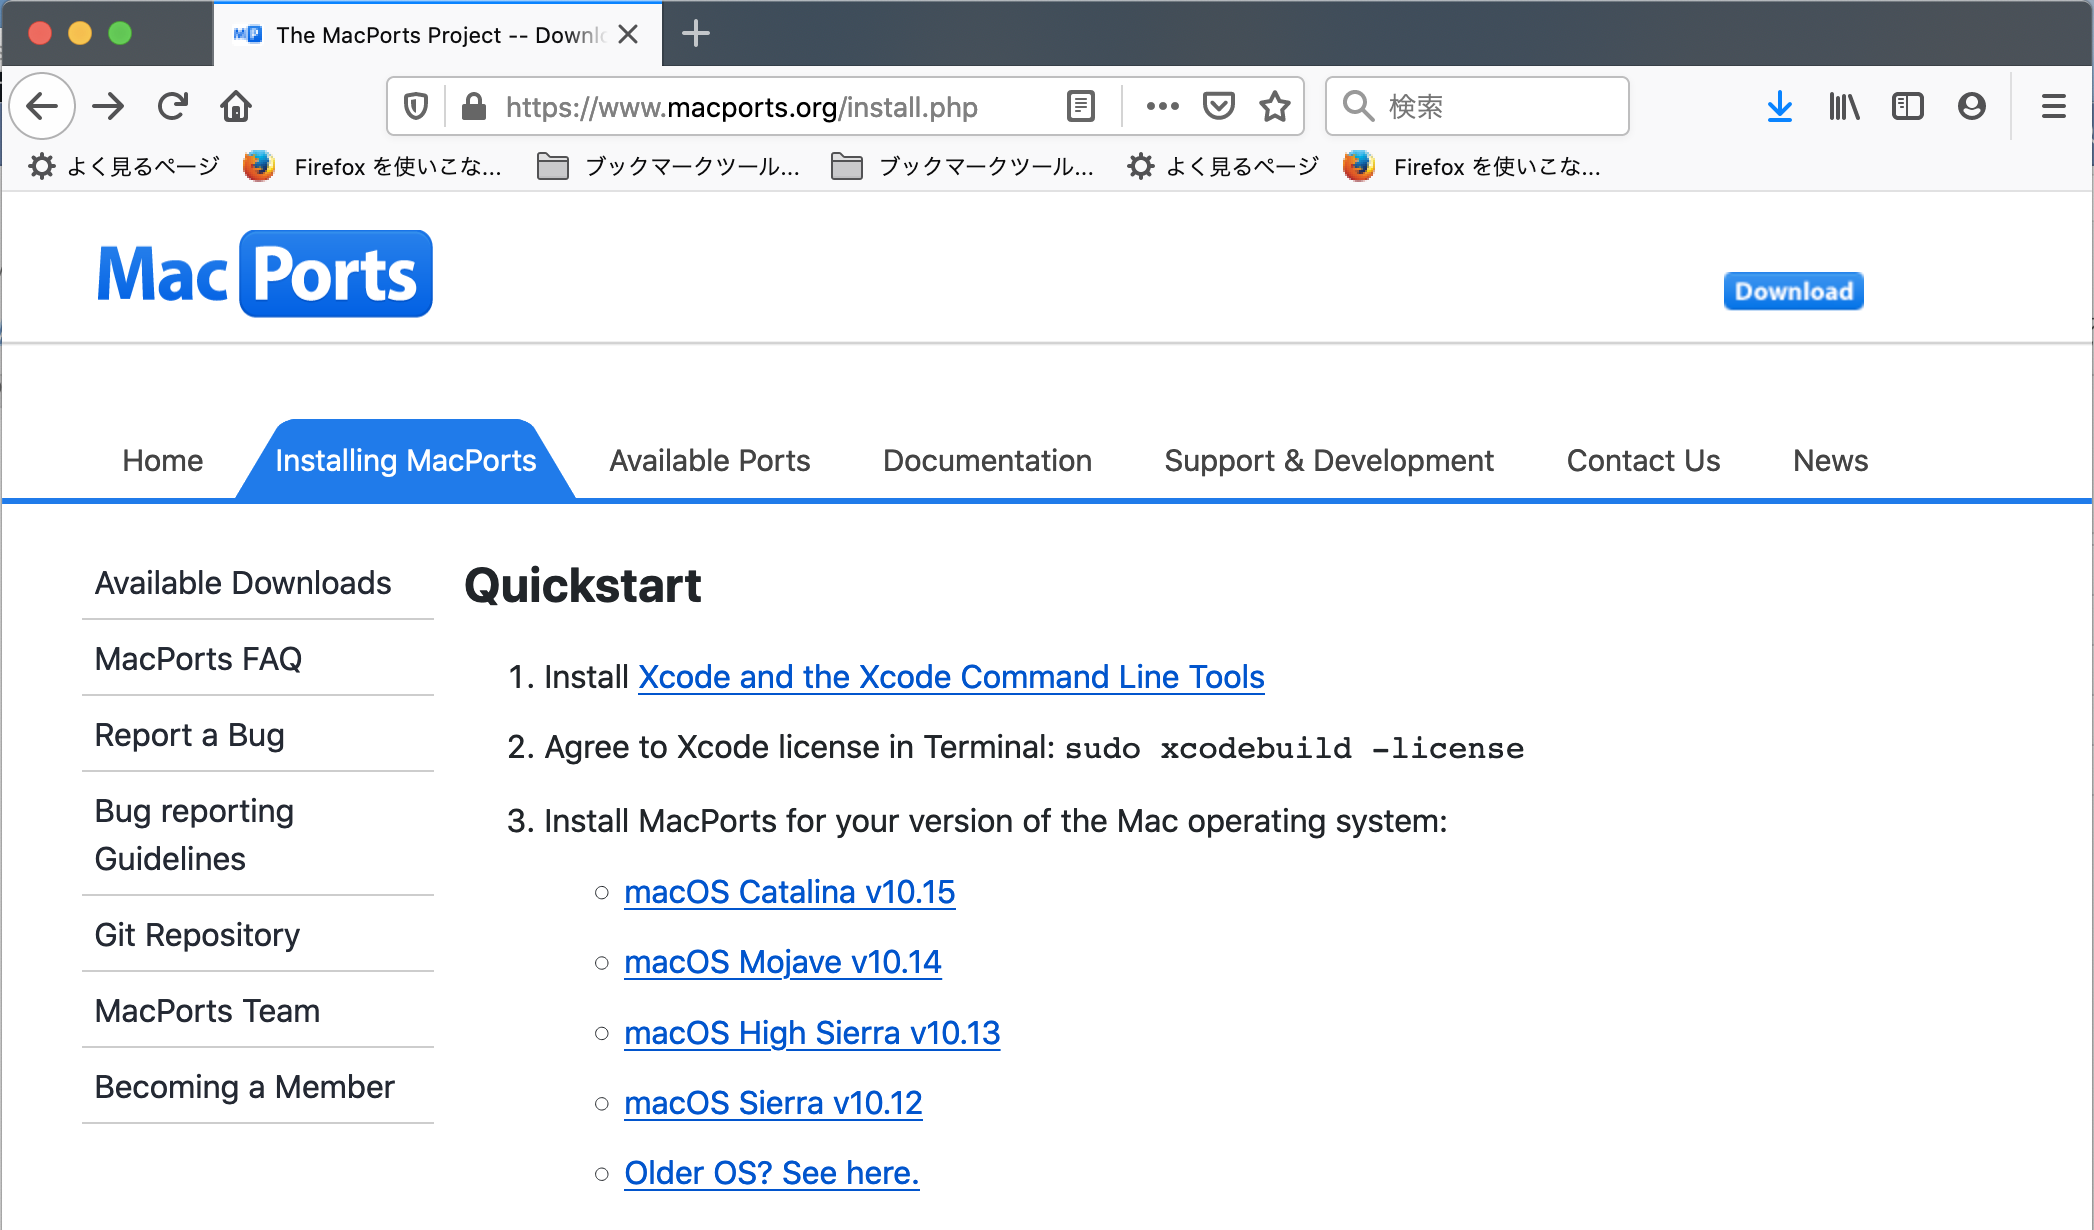 The MacPorts Project -- Downlo
https://www.macports.org/install.php
検索
よく見るページ
Firefox を使いこな...
ブックマークツール...
ブックマークツール...
よく見るページ
Firefox を使いこな...
MacPorts
Download
Home
Installing MacPorts
Available Ports
Documentation
Support & Development
Contact Us
News
Available Downloads
MacPorts FAQ
Report a Bug
Bug reporting
Guidelines
Git Repository
MacPorts Team
Becoming a Member
Quickstart
1. Install Xcode and the Xcode Command Line Tools
2. Agree to Xcode license in Terminal: sudo xcodebuild -license
3. Install MacPorts for your version of the Mac operating system:
macOS Catalina v10.15
macOS Mojave v10.14
macOS High Sierra v10.13
macOS Sierra v10.12
Older OS? See here.